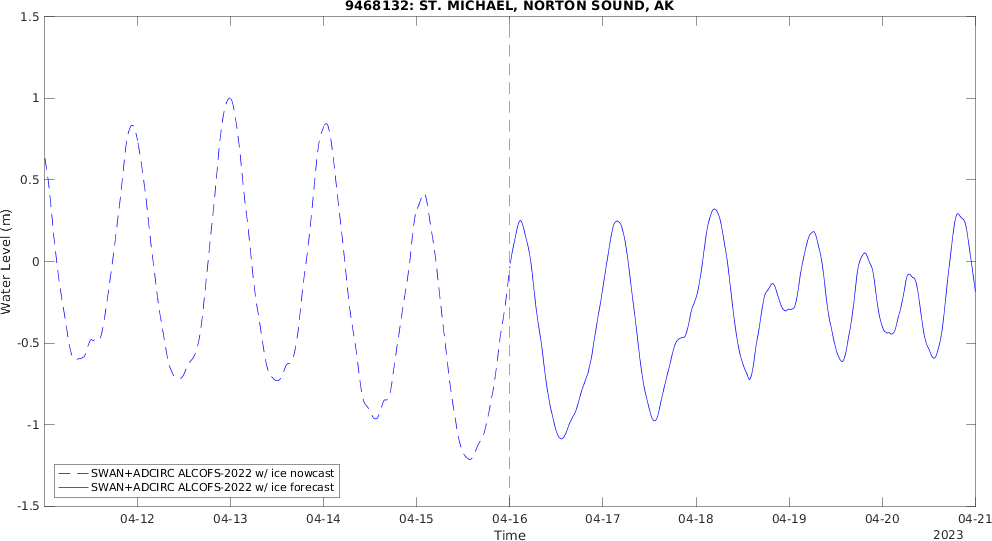 9468132: ST. MICHAEL, NORTON SOUND, AK
1.5
1
0.5
0
-0.5
-1
-1.5
Water Level (m)
SWAN+ADCIRC ALCOFS-2022 w/ ice nowcast
SWAN+ADCIRC ALCOFS-2022 w/ ice forecast
04-12 04-13 04-14 04-15 04-16 04-17 04-18 04-19 04-20 04-21
Time
2023